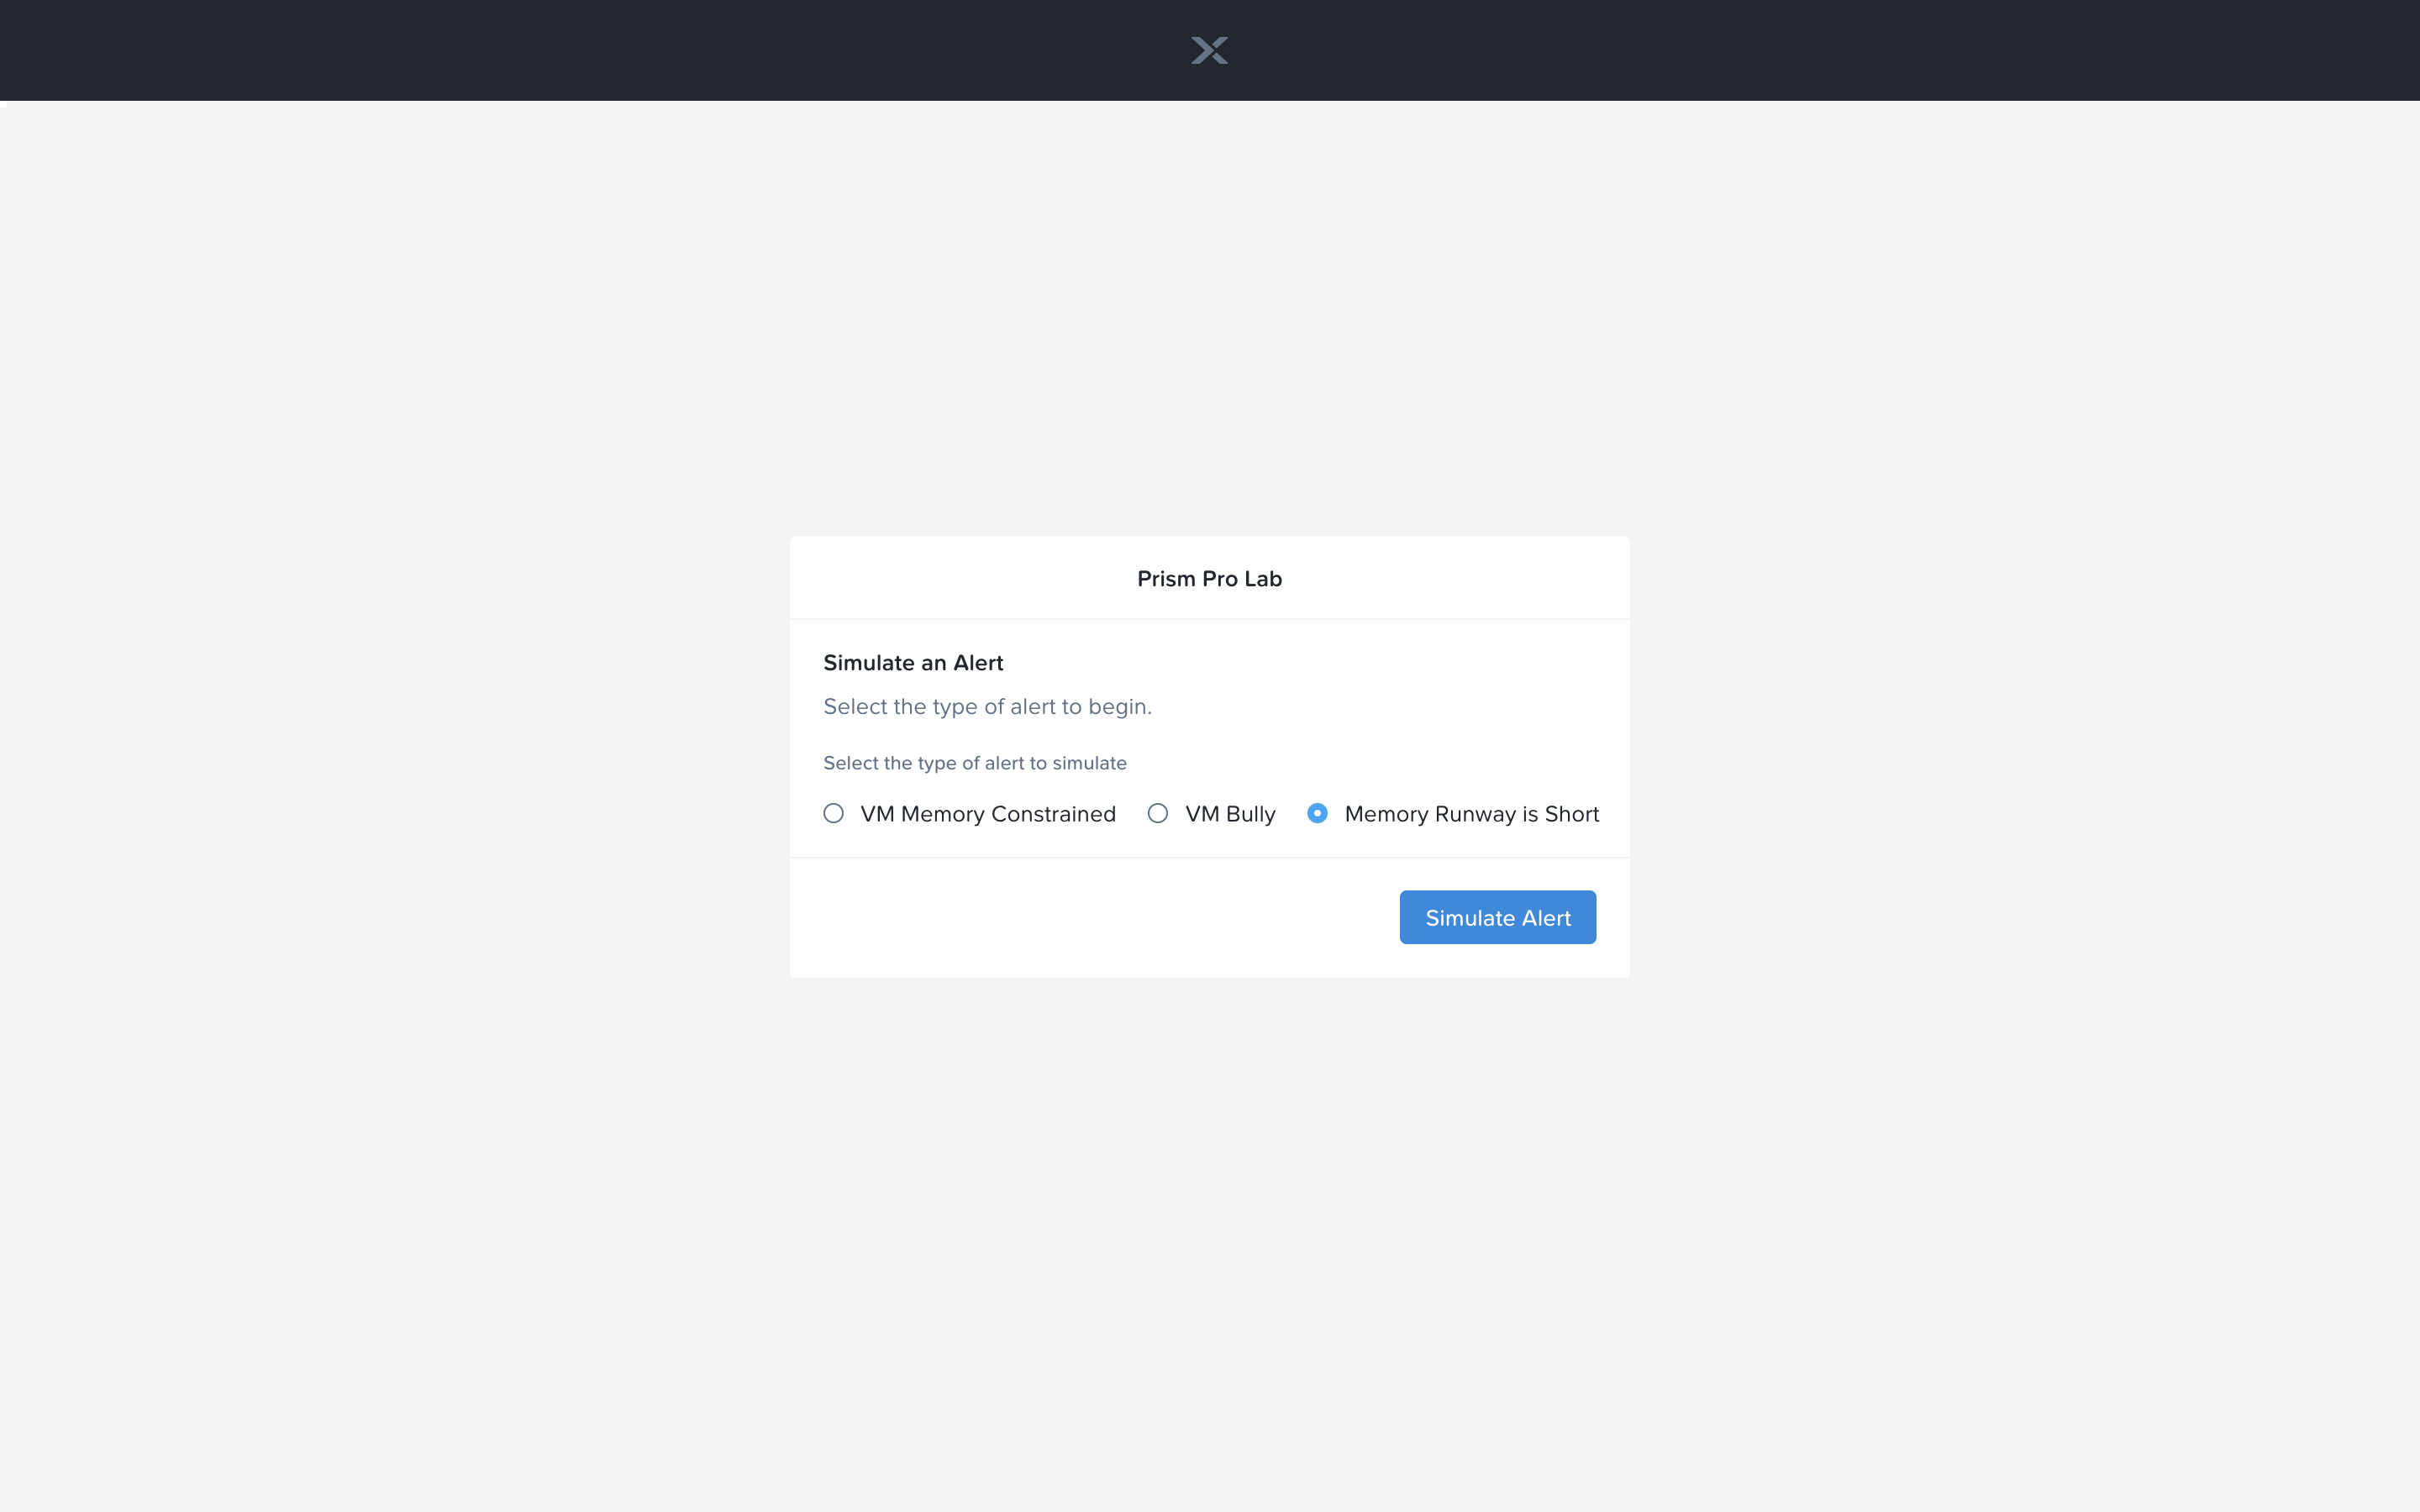 Prism Pro Lab
Simulate an Alert
Select the type of alert to begin.
Select the type of alert to simulate
VM Memory Constrained VM Bully Memory Runway is Short
Simulate Alert